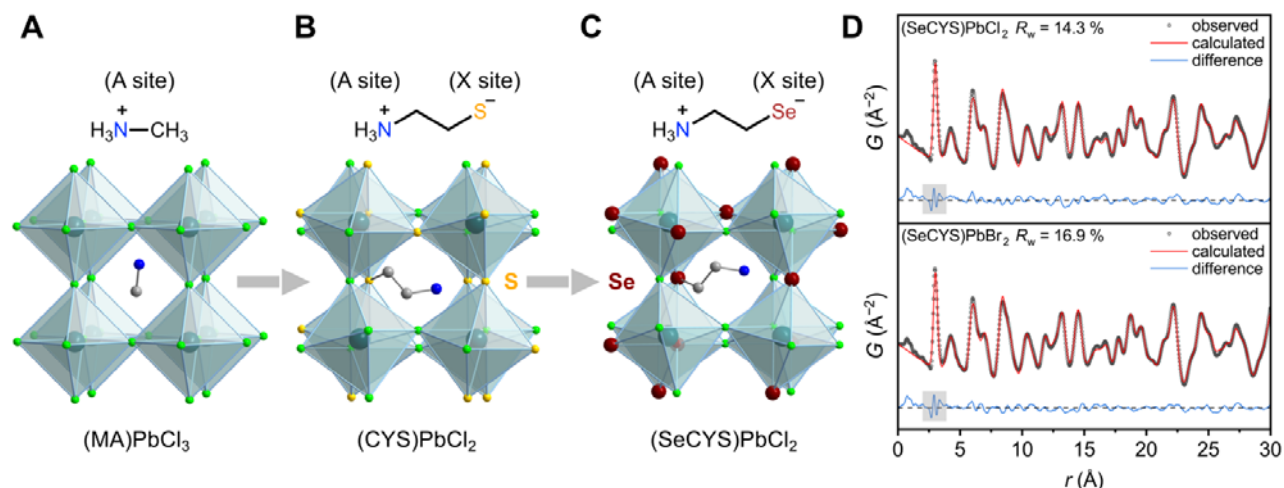 A
B
C
D
(A site)
H₃N⁺—CH₃
(MA)PbCl₃
(A site) (X site)
H₃N⁺ S⁻
S
(CYS)PbCl₂
(A site) (X site)
H₃N⁺ Se⁻
Se
(SeCYS)PbCl₂
(SeCYS)PbCl₂ Rw = 14.3 %
observed
calculated
difference
G (Å⁻²)
(SeCYS)PbBr₂ Rw = 16.9 %
observed
calculated
difference
G (Å⁻²)
0 5 10 15 20 25 30
r (Å)